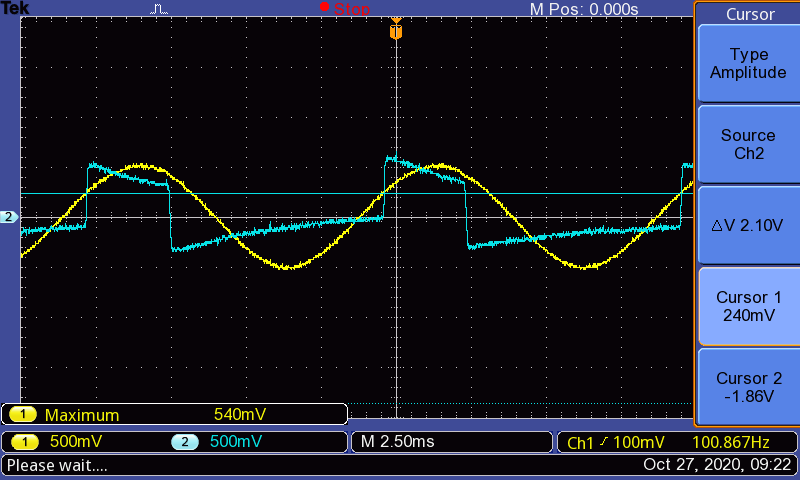 Tek
Stop
M Pos: 0.000s
T
Cursor
Type
Amplitude
Source
Ch2
2
△V 2.10V
Cursor 1
240mV
Cursor 2
-1.86V
1 Maximum 540mV
1 500mV 2 500mV M 2.50ms Ch1 ∕ 100mV 100.867Hz
Please wait.... Oct 27, 2020, 09:22